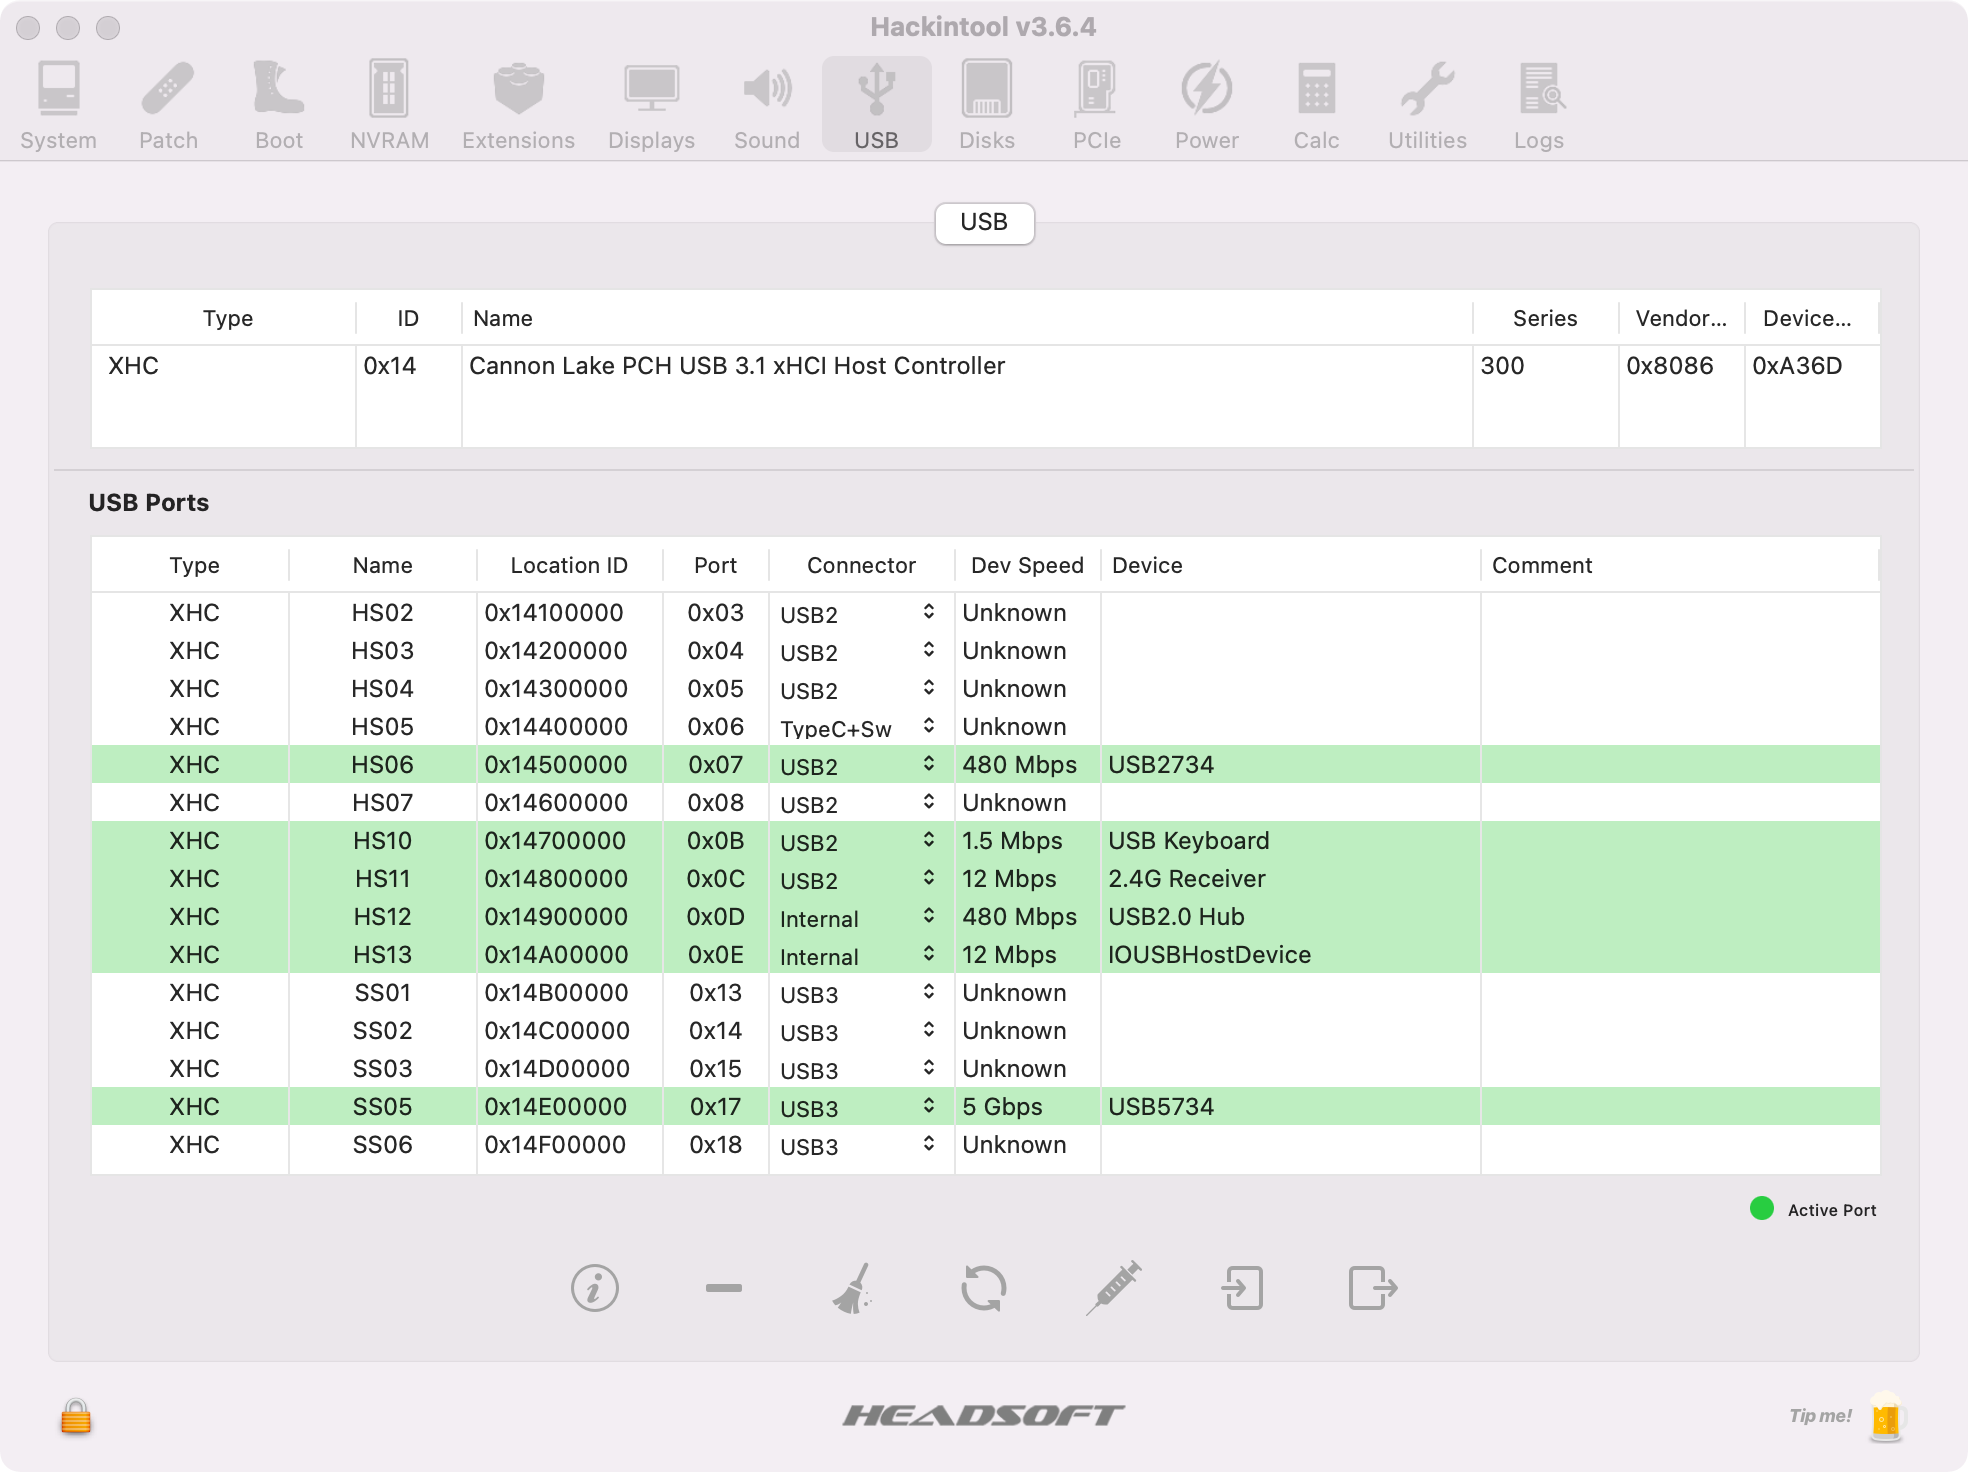 Hackintool v3.6.4
System Patch Boot NVRAM Extensions Displays Sound USB Disks PCIe Power Calc Utilities Logs
USB
Type ID Name Series Vendor... Device...
XHC 0x14 Cannon Lake PCH USB 3.1 xHCI Host Controller 300 0x8086 0xA36D
USB Ports
Type Name Location ID Port Connector Dev Speed Device Comment
XHC HS02 0x14100000 0x03 USB2 Unknown
XHC HS03 0x14200000 0x04 USB2 Unknown
XHC HS04 0x14300000 0x05 USB2 Unknown
XHC HS05 0x14400000 0x06 TypeC+Sw Unknown
XHC HS06 0x14500000 0x07 USB2 480 Mbps USB2734
XHC HS07 0x14600000 0x08 USB2 Unknown
XHC HS10 0x14700000 0x0B USB2 1.5 Mbps USB Keyboard
XHC HS11 0x14800000 0x0C USB2 12 Mbps 2.4G Receiver
XHC HS12 0x14900000 0x0D Internal 480 Mbps USB2.0 Hub
XHC HS13 0x14A00000 0x0E Internal 12 Mbps IOUSBHostDevice
XHC SS01 0x14B00000 0x13 USB3 Unknown
XHC SS02 0x14C00000 0x14 USB3 Unknown
XHC SS03 0x14D00000 0x15 USB3 Unknown
XHC SS05 0x14E00000 0x17 USB3 5 Gbps USB5734
XHC SS06 0x14F00000 0x18 USB3 Unknown
Active Port
HEADSOFT
Tip me!